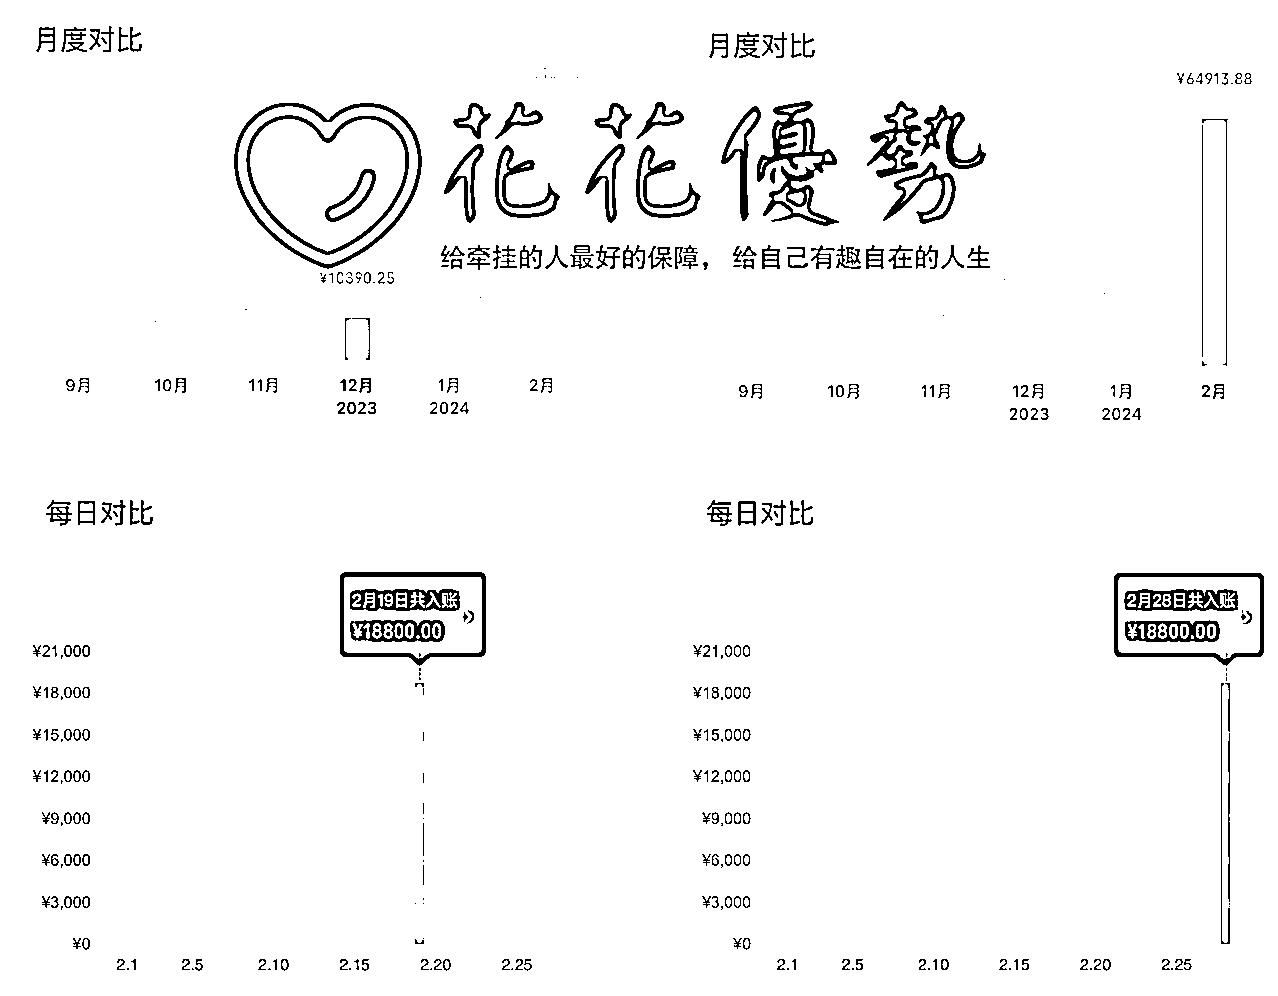 月度对比
月度对比
¥64913.88
花花優勢
给牵挂的人最好的保障，给自己有趣自在的人生
¥10390.25
9月 10月 11月 12月 1月 2月
2023 2024
9月 10月 11月 12月 1月 2月
2023 2024
每日对比
2月19日共入账
¥18800.00
¥21,000
¥18,000
¥15,000
¥12,000
¥9,000
¥6,000
¥3,000
¥0
2.1 2.5 2.10 2.15 2.20 2.25
每日对比
2月28日共入账
¥18800.00
¥21,000
¥18,000
¥15,000
¥12,000
¥9,000
¥6,000
¥3,000
¥0
2.1 2.5 2.10 2.15 2.20 2.25